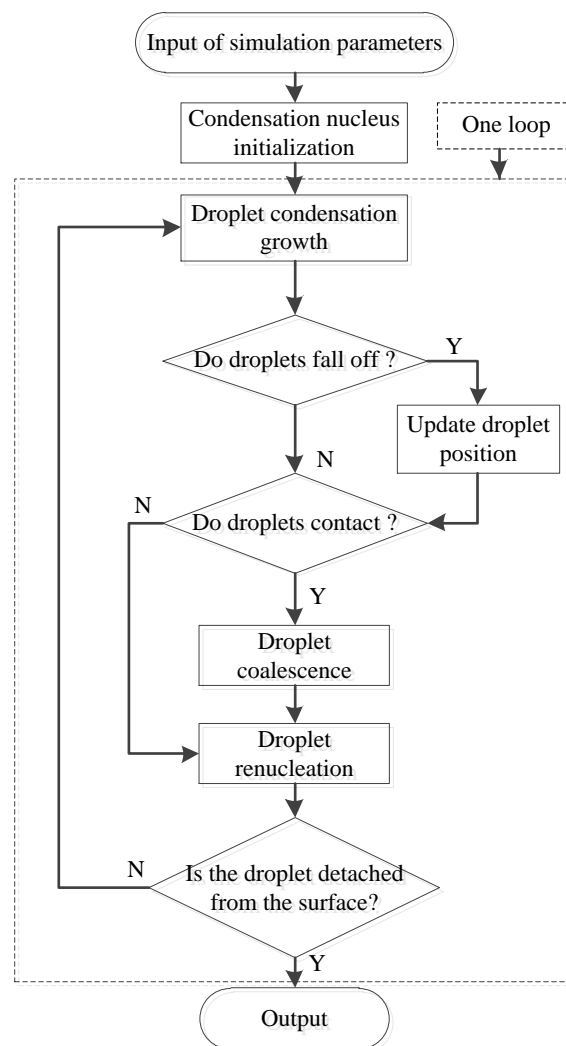 Input of simulation parameters
Condensation nucleus
initialization
One loop
Droplet condensation
growth
Do droplets fall off ?
Y
Update droplet
position
N
Do droplets contact ?
N
Y
Droplet
coalescence
Droplet
renucleation
Is the droplet detached
from the surface?
N
Y
Output